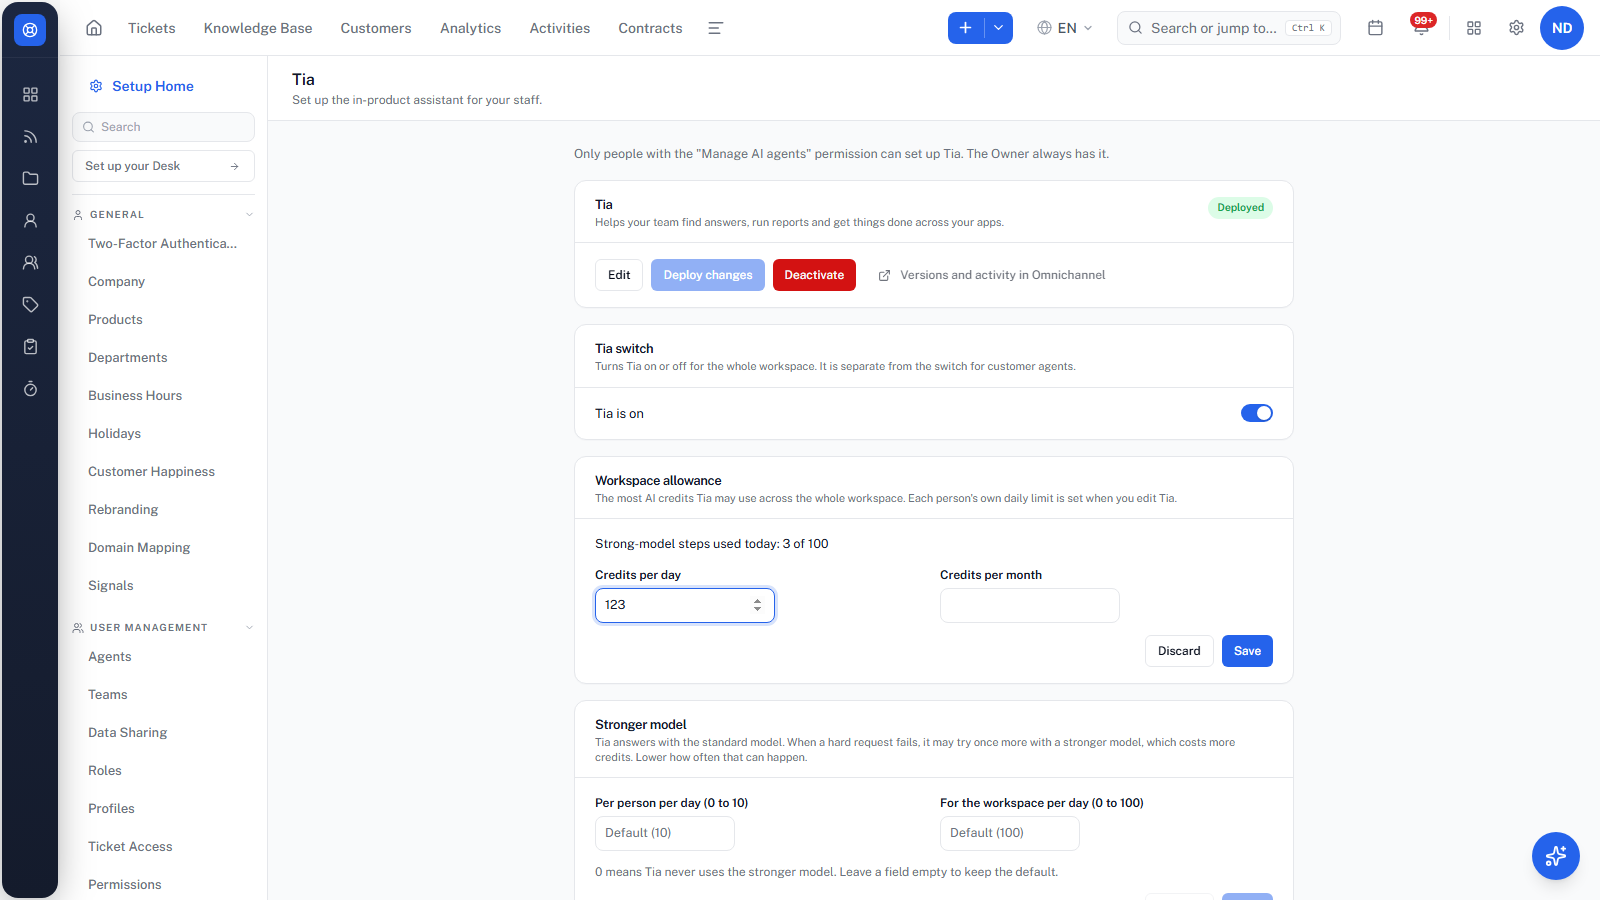 Tickets
Knowledge Base
Customers
Analytics
Activities
Contracts
EN
Search or jump to...
Ctrl K
99+
ND
Setup Home
Search
Set up your Desk
GENERAL
Two-Factor Authentica...
Company
Products
Departments
Business Hours
Holidays
Customer Happiness
Rebranding
Domain Mapping
Signals
USER MANAGEMENT
Agents
Teams
Data Sharing
Roles
Profiles
Ticket Access
Permissions
Tia
Set up the in-product assistant for your staff.
Only people with the "Manage AI agents" permission can set up Tia. The Owner always has it.
Tia
Helps your team find answers, run reports and get things done across your apps.
Deployed
Edit
Deploy changes
Deactivate
Versions and activity in Omnichannel
Tia switch
Turns Tia on or off for the whole workspace. It is separate from the switch for customer agents.
Tia is on
Workspace allowance
The most AI credits Tia may use across the whole workspace. Each person's own daily limit is set when you edit Tia.
Strong-model steps used today: 3 of 100
Credits per day
Credits per month
123
Discard
Save
Stronger model
Tia answers with the standard model. When a hard request fails, it may try once more with a stronger model, which costs more
credits. Lower how often that can happen.
Per person per day (0 to 10)
For the workspace per day (0 to 100)
Default (10)
Default (100)
0 means Tia never uses the stronger model. Leave a field empty to keep the default.